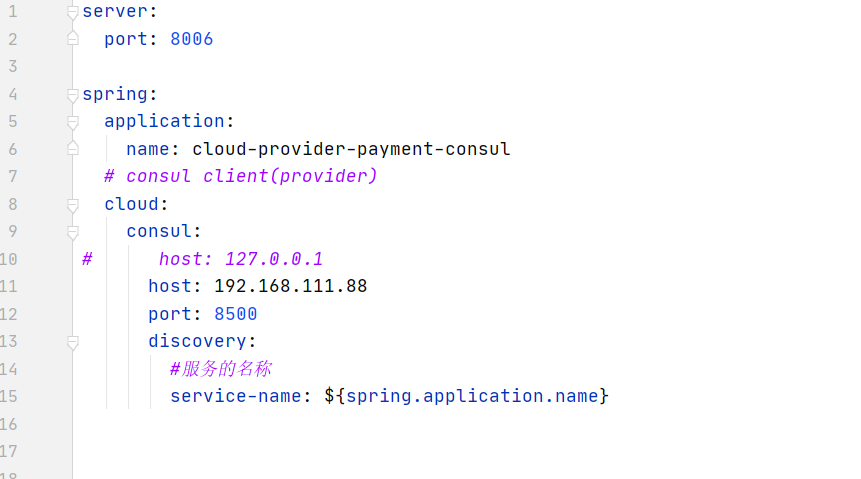 1 server:
2   port: 8006
3
4 spring:
5   application:
6     name: cloud-provider-payment-consul
7   # consul client(provider)
8   cloud:
9     consul:
10 #      host: 127.0.0.1
11       host: 192.168.111.88
12       port: 8500
13       discovery:
14         #服务的名称
15         service-name: ${spring.application.name}
16
17
18